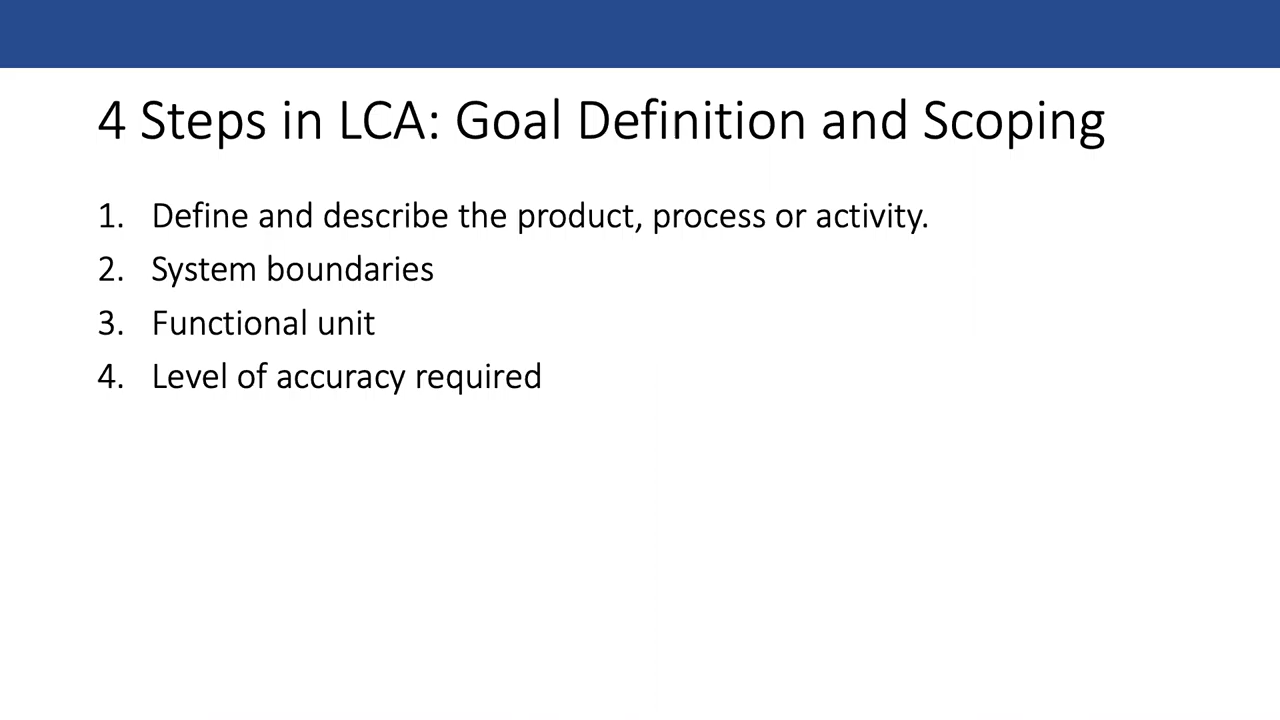 4 Steps in LCA: Goal Definition and Scoping
1. Define and describe the product, process or activity.
2. System boundaries
3. Functional unit
4. Level of accuracy required